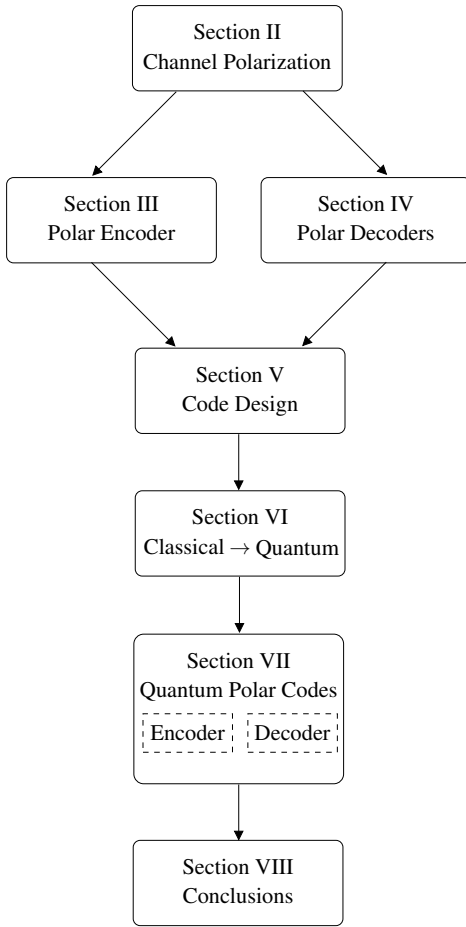 Section II
Channel Polarization
Section III
Polar Encoder
Section IV
Polar Decoders
Section V
Code Design
Section VI
Classical → Quantum
Section VII
Quantum Polar Codes
Encoder Decoder
Section VIII
Conclusions